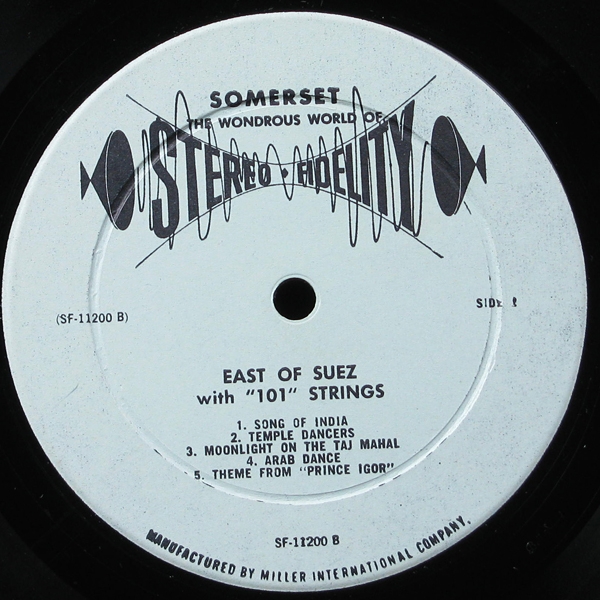 SOMERSET
THE WONDROUS WORLD OF
STEREO · FIDELITY
(SF-11200 B)
SIDE
EAST OF SUEZ
with "101" STRINGS
1. SONG OF INDIA
2. TEMPLE DANCERS
3. MOONLIGHT ON THE TAJ MAHAL
4. ARAB DANCE
5. THEME FROM "PRINCE IGOR"
SF-11200 B
MANUFACTURED BY MILLER INTERNATIONAL COMPANY.